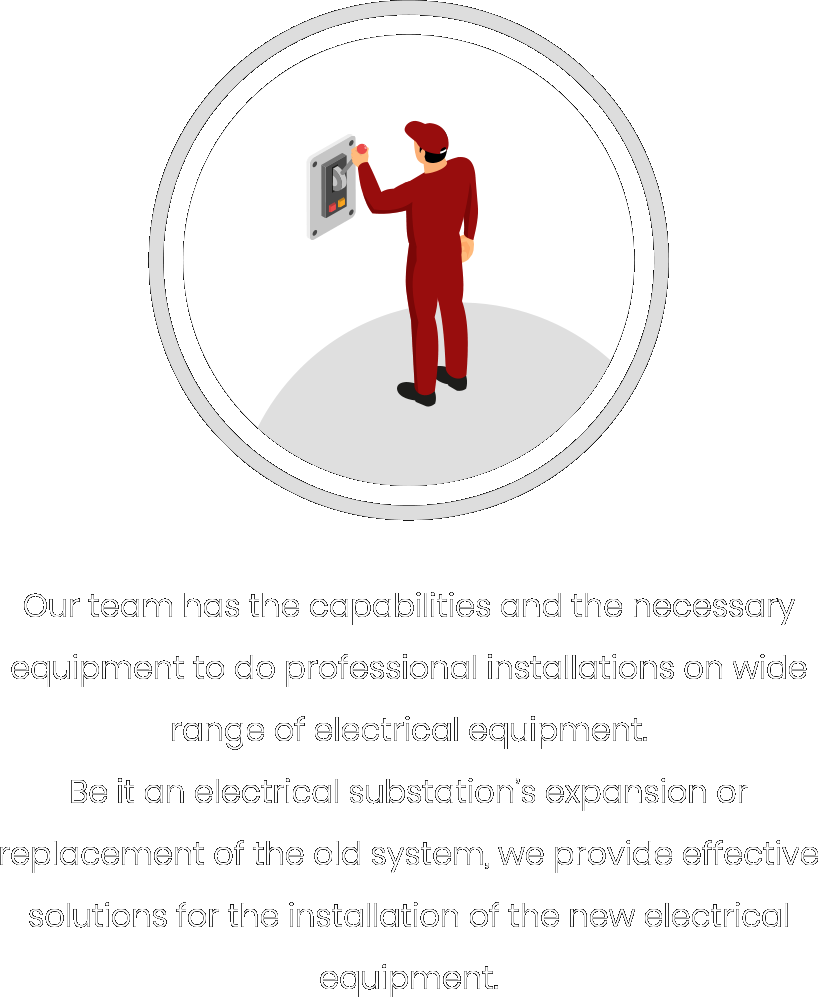 Our team has the capabilities and the necessary
equipment to do professional installations on wide
range of electrical equipment.
Be it an electrical substation’s expansion or
replacement of the old system, we provide effective
solutions for the installation of the new electrical
equipment.